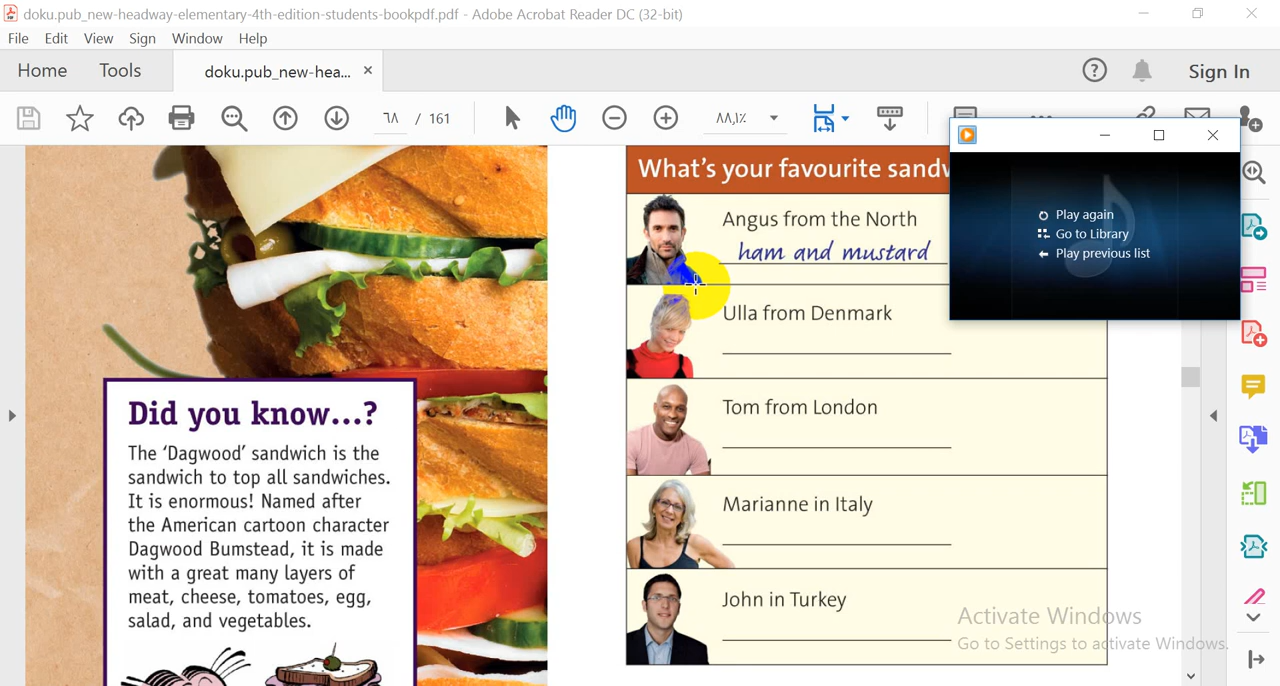 doku.pub_new-headway-elementary-4th-edition-students-bookpdf.pdf - Adobe Acrobat Reader DC (32-bit)
File Edit View Sign Window Help
Home Tools doku.pub_new-hea... × Sign In
٦٨ / 161 ٨٨,١٪
What's your favourite sandw
Angus from the North
ham and mustard
Ulla from Denmark
Tom from London
Marianne in Italy
John in Turkey
Did you know...?
The ‘Dagwood’ sandwich is the
sandwich to top all sandwiches.
It is enormous! Named after
the American cartoon character
Dagwood Bumstead, it is made
with a great many layers of
meat, cheese, tomatoes, egg,
salad, and vegetables.
Play again
Go to Library
Play previous list
Activate Windows
Go to Settings to activate Windows.